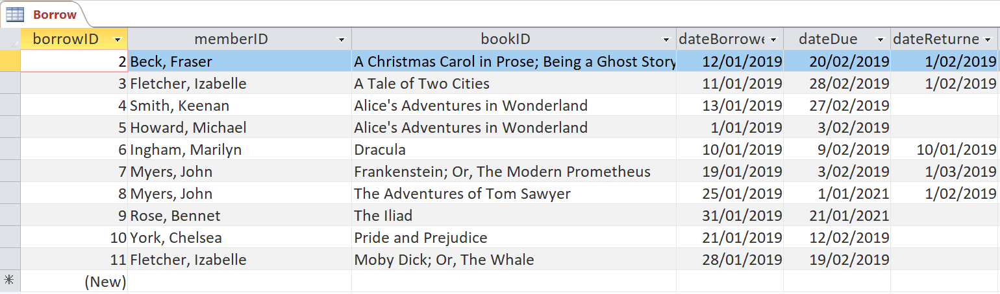 Borrow
borrowID memberID bookID dateBorrowe dateDue dateReturne
2 Beck, Fraser A Christmas Carol in Prose; Being a Ghost Story 12/01/2019 20/02/2019 1/02/2019
3 Fletcher, Izabelle A Tale of Two Cities 11/01/2019 28/02/2019 1/02/2019
4 Smith, Keenan Alice's Adventures in Wonderland 13/01/2019 27/02/2019
5 Howard, Michael Alice's Adventures in Wonderland 1/01/2019 3/02/2019
6 Ingham, Marilyn Dracula 10/01/2019 9/02/2019 10/01/2019
7 Myers, John Frankenstein; Or, The Modern Prometheus 19/01/2019 3/02/2019 1/03/2019
8 Myers, John The Adventures of Tom Sawyer 25/01/2019 1/01/2021 1/02/2019
9 Rose, Bennet The Iliad 31/01/2019 21/01/2021
10 York, Chelsea Pride and Prejudice 21/01/2019 12/02/2019
11 Fletcher, Izabelle Moby Dick; Or, The Whale 28/01/2019 19/02/2019
(New)